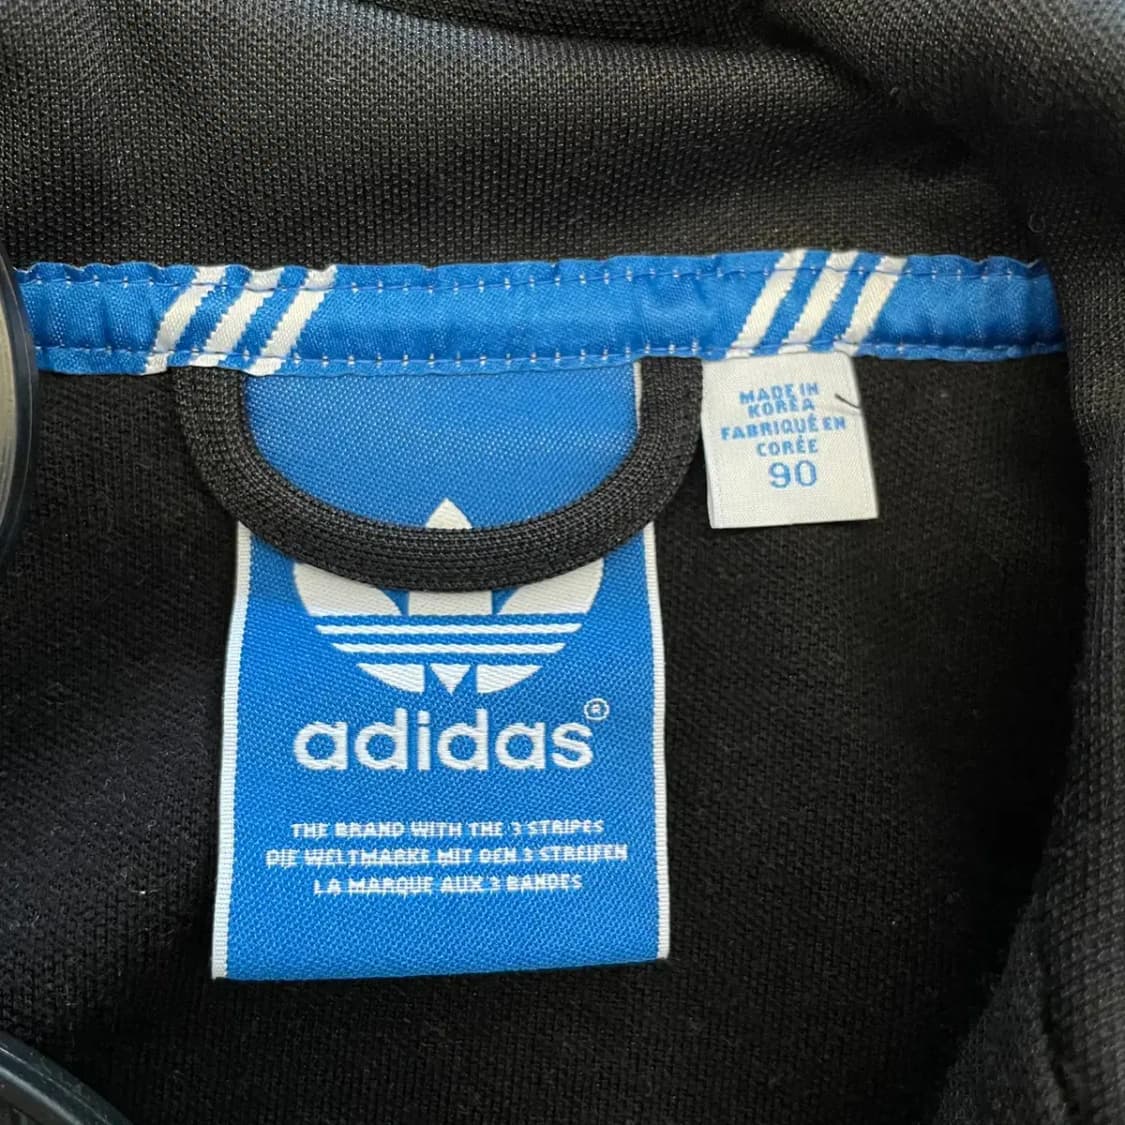 MADE IN
KOREA
FABRIQUÉ EN
CORÉE
90
adidas®
THE BRAND WITH THE 3 STRIPES
DIE WELTMARKE MIT DEN 3 STREIFEN
LA MARQUE AUX 3 BANDES